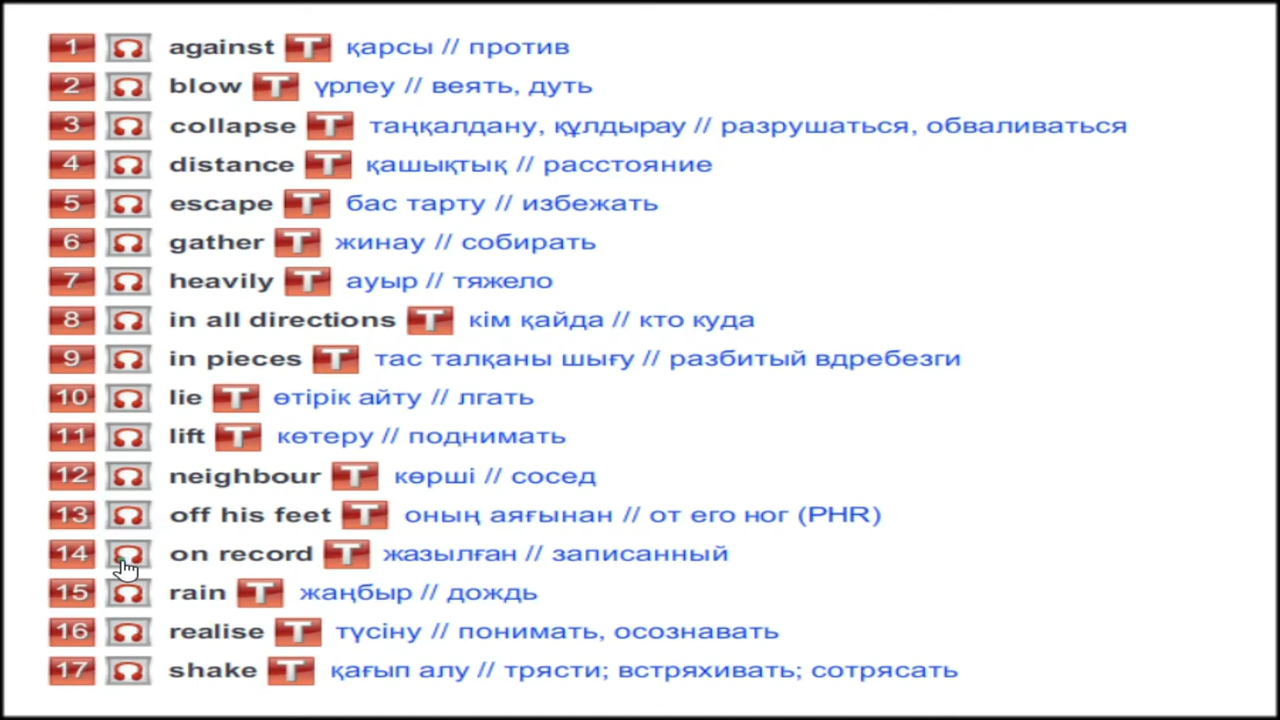 1 against T қарсы // против
2 blow T үрлеу // веять, дуть
3 collapse T таңқалдану, құлдырау // разрушаться, обваливаться
4 distance T қашықтық // расстояние
5 escape T бас тарту // избежать
6 gather T жинау // собирать
7 heavily T ауыр // тяжело
8 in all directions T кім қайда // кто куда
9 in pieces T тас талқаны шығу // разбитый вдребезги
10 lie T өтірік айту // лгать
11 lift T көтеру // поднимать
12 neighbour T көрші // сосед
13 off his feet T оның аяғынан // от его ног (PHR)
14 on record T жазылған // записанный
15 rain T жаңбыр // дождь
16 realise T түсіну // понимать, осознавать
17 shake T қағып алу // трясти; встряхивать; сотрясать